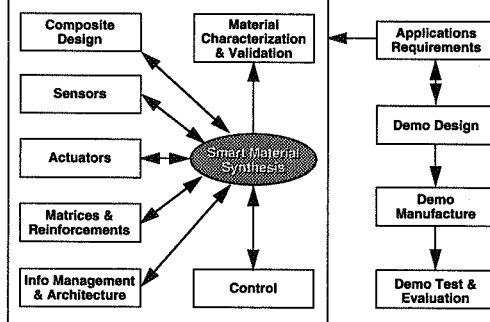 Composite
Design
Sensors
Actuators
Matrices &
Reinforcements
Info Management
& Architecture
Material
Characterization
& Validation
Smart Material
Synthesis
Control
Applications
Requirements
Demo Design
Demo
Manufacture
Demo Test &
Evaluation